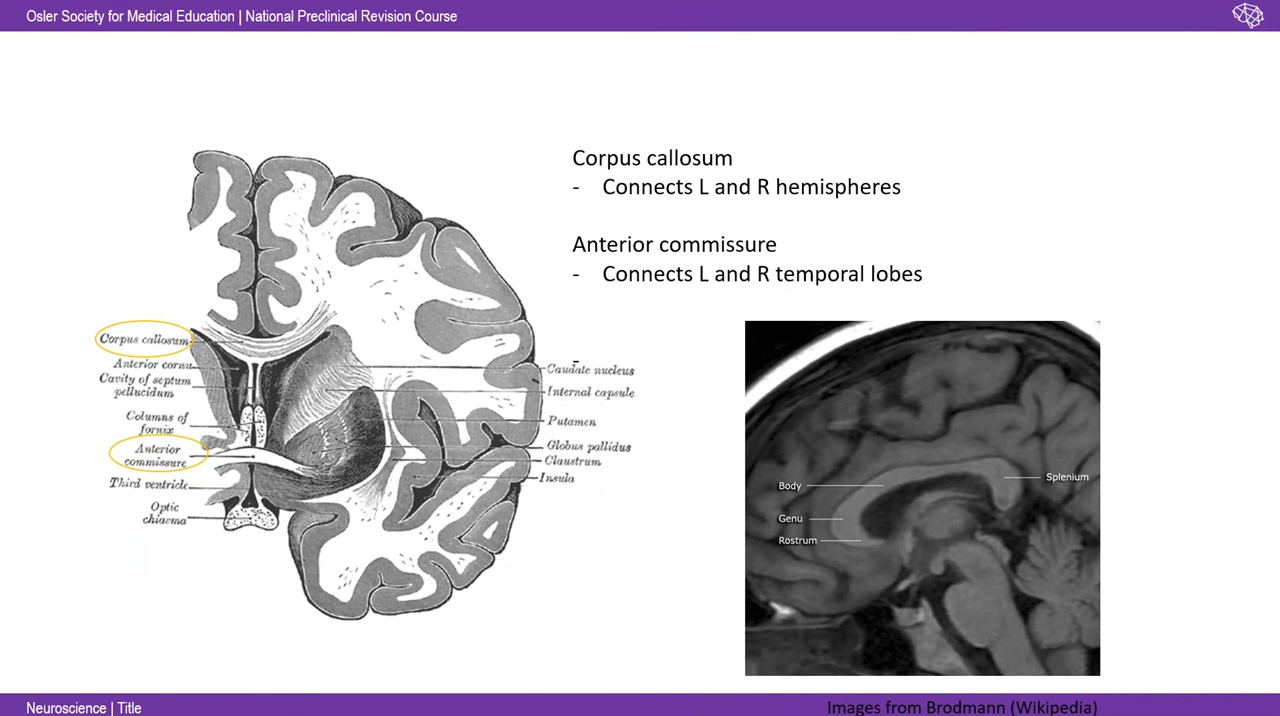 Osler Society for Medical Education | National Preclinical Revision Course
Corpus callosum
- Connects L and R hemispheres
Anterior commissure
- Connects L and R temporal lobes
-
Corpus callosum
Anterior cornu
Cavity of septum
pellucidum
Columns of
fornix
Anterior
commissure
Third ventricle
Optic
chiasma
Caudate nucleus
Internal capsule
Putamen
Globus pallidus
Claustrum
Insula
Body
Genu
Rostrum
Splenium
Neuroscience | Title
Images from Brodmann (Wikipedia)